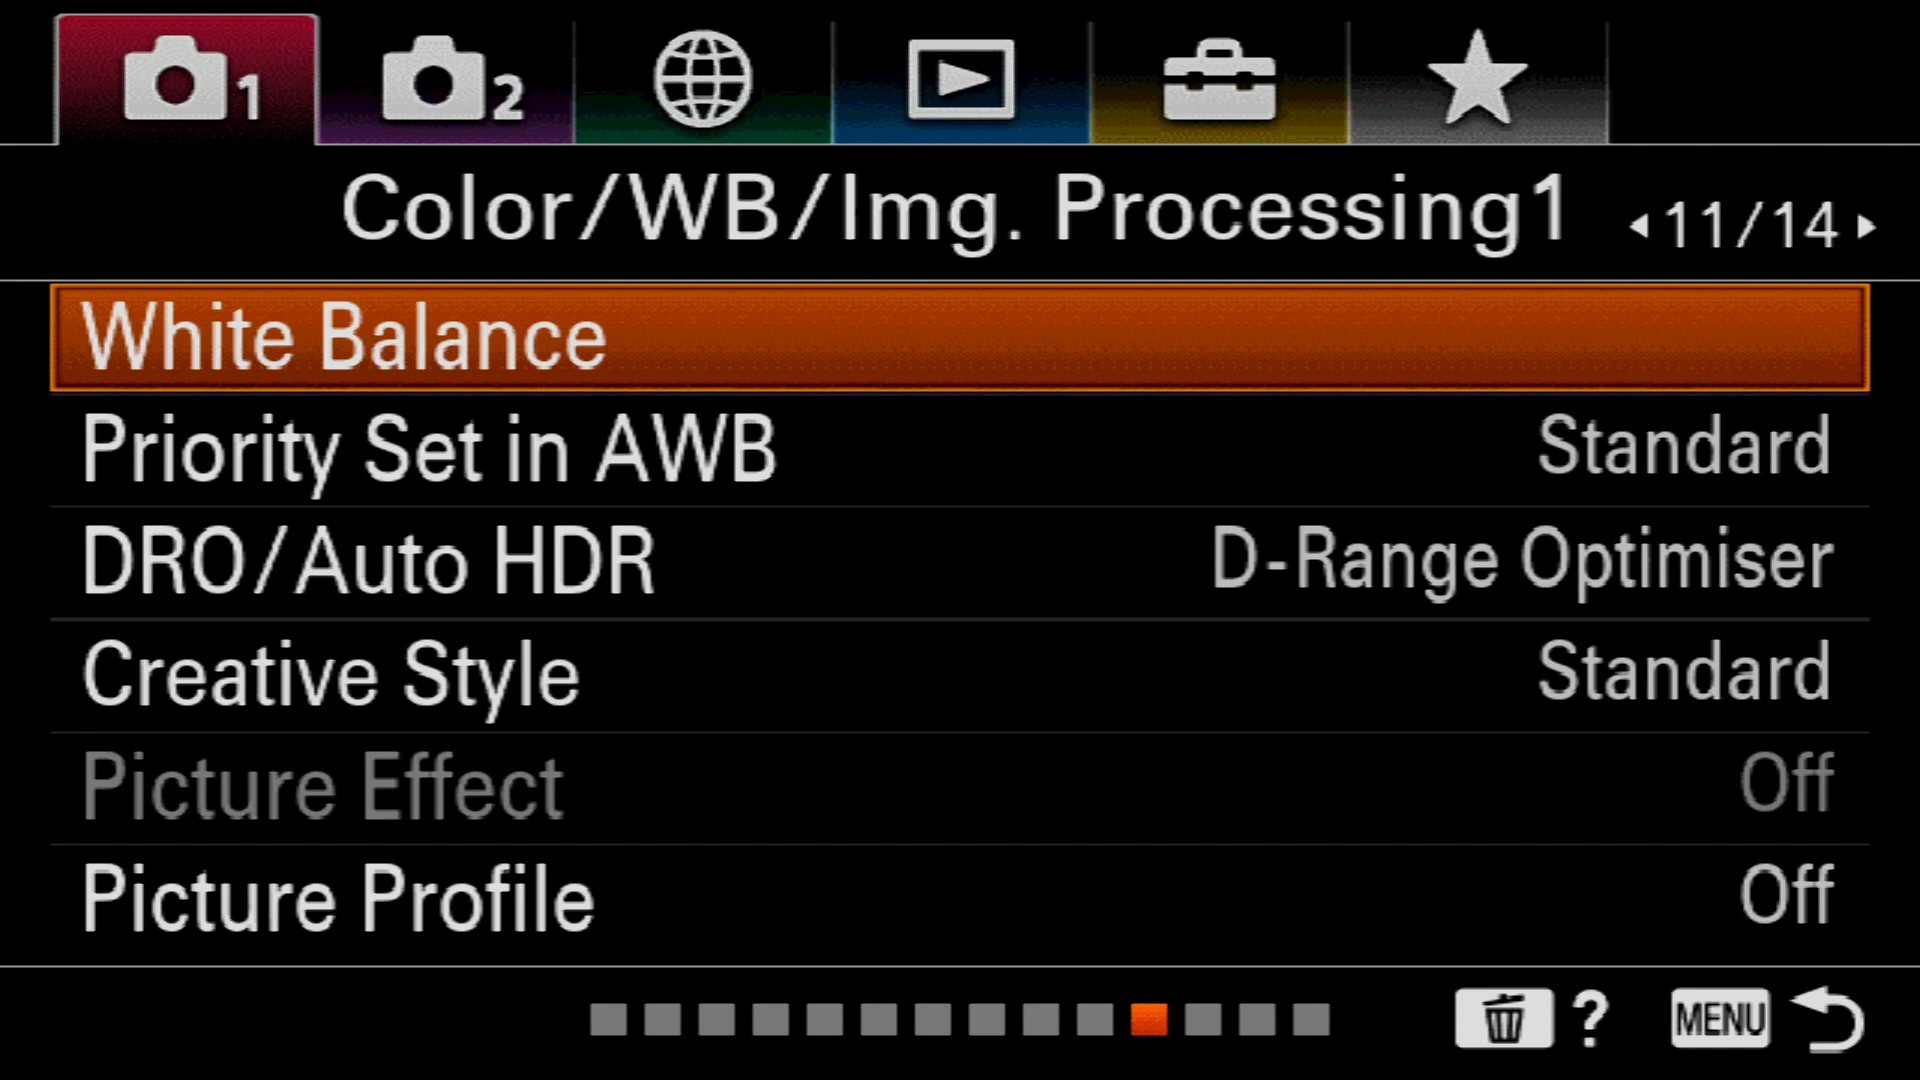 1 2
Color/WB/Img. Processing1 11/14
White Balance
Priority Set in AWB Standard
DRO/Auto HDR D-Range Optimiser
Creative Style Standard
Picture Effect Off
Picture Profile Off
? MENU